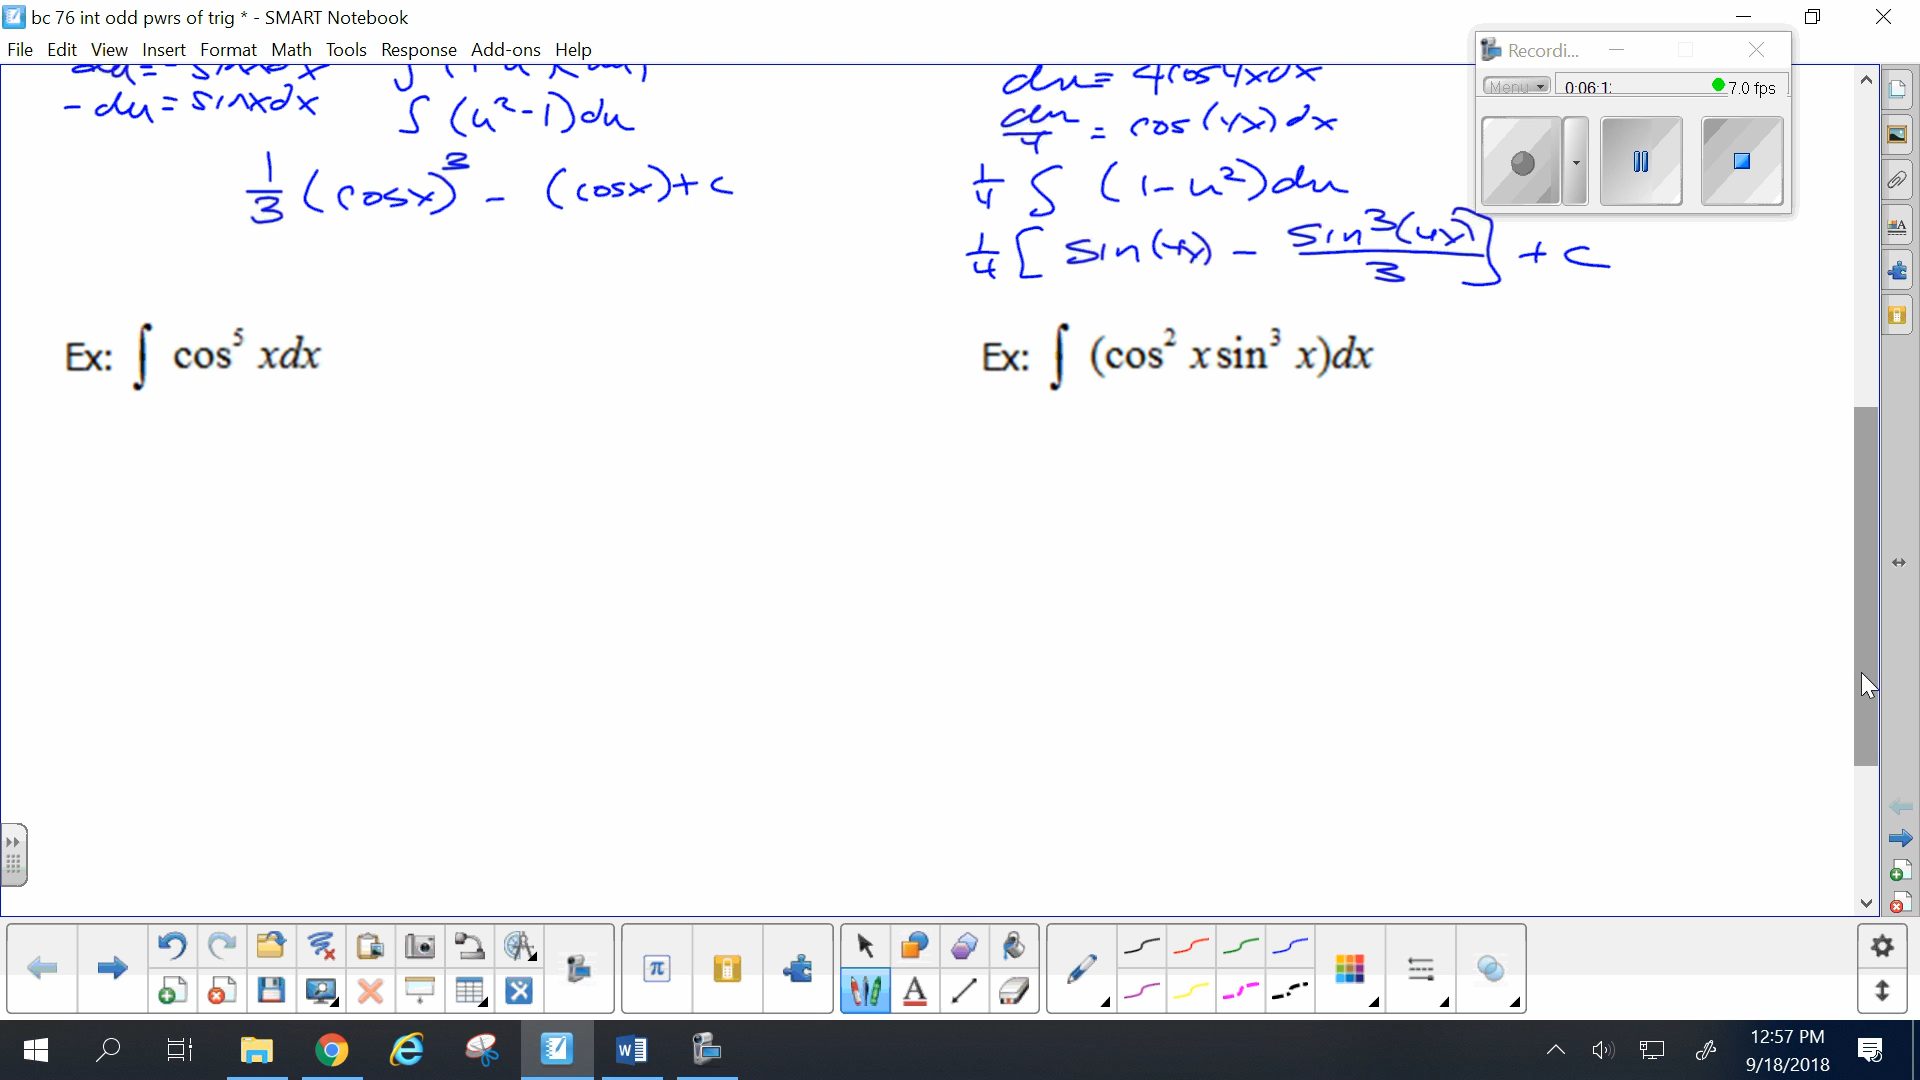 bc 76 int odd pwrs of trig * - SMART Notebook
File Edit View Insert Format Math Tools Response Add-ons Help
Recordi...
Menu
0:06:1
7.0 fps
-du = sinxdx
∫ (u²-1)du
1/3 (cosx)³ - (cosx)+c
du = 4cos4xdx
du/4 = cos(4x)dx
1/4 ∫ (1-u²)du
1/4 [ sin(4x) - sin³(4x)/3 ] + c
Ex: ∫ cos⁵ xdx
Ex: ∫ (cos² x sin³ x)dx
12:57 PM
9/18/2018